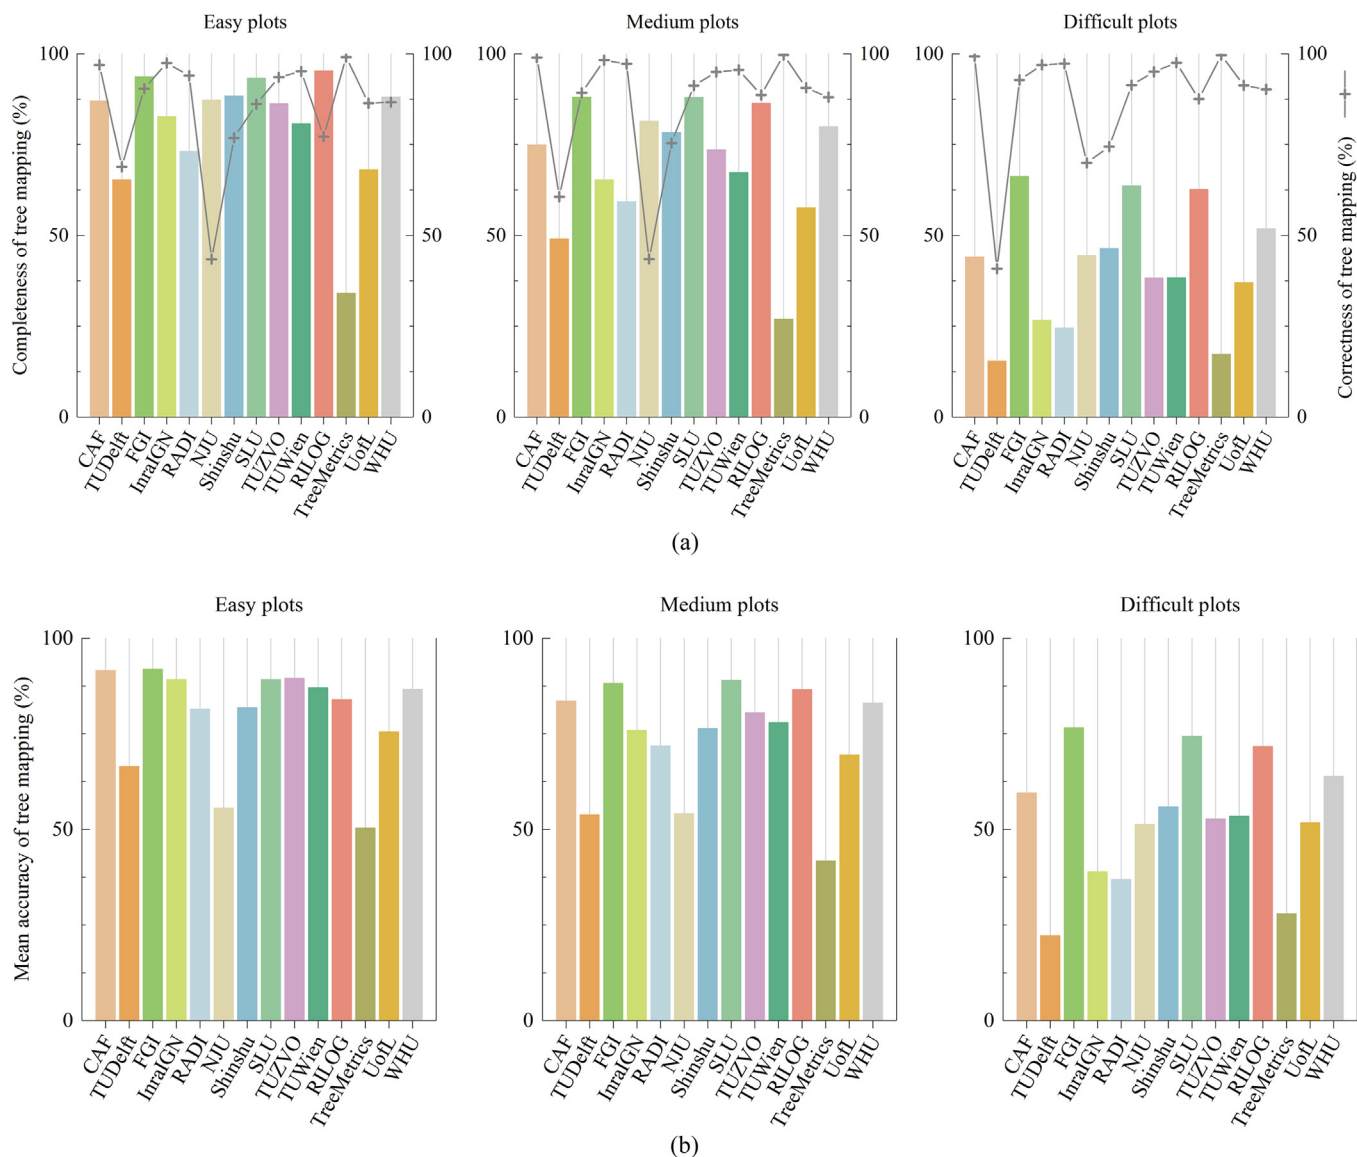 Easy plots
Medium plots
Difficult plots
Completeness of tree mapping (%)
100
50
0
100
50
0
100
50
0
100
50
0
100
50
0
100
50
0
Correctness of tree mapping (%)
CAF
TUDelft
FGI
InraIGN
RADI
NJU
Shinshu
SLU
TUZVO
TUWien
RILOG
TreeMetrics
UofL
WHU
CAF
TUDelft
FGI
InraIGN
RADI
NJU
Shinshu
SLU
TUZVO
TUWien
RILOG
TreeMetrics
UofL
WHU
CAF
TUDelft
FGI
InraIGN
RADI
NJU
Shinshu
SLU
TUZVO
TUWien
RILOG
TreeMetrics
UofL
WHU
(a)
Easy plots
Medium plots
Difficult plots
Mean accuracy of tree mapping (%)
100
50
0
100
50
0
100
50
0
CAF
TUDelft
FGI
InraIGN
RADI
NJU
Shinshu
SLU
TUZVO
TUWien
RILOG
TreeMetrics
UofL
WHU
CAF
TUDelft
FGI
InraIGN
RADI
NJU
Shinshu
SLU
TUZVO
TUWien
RILOG
TreeMetrics
UofL
WHU
CAF
TUDelft
FGI
InraIGN
RADI
NJU
Shinshu
SLU
TUZVO
TUWien
RILOG
TreeMetrics
UofL
WHU
(b)